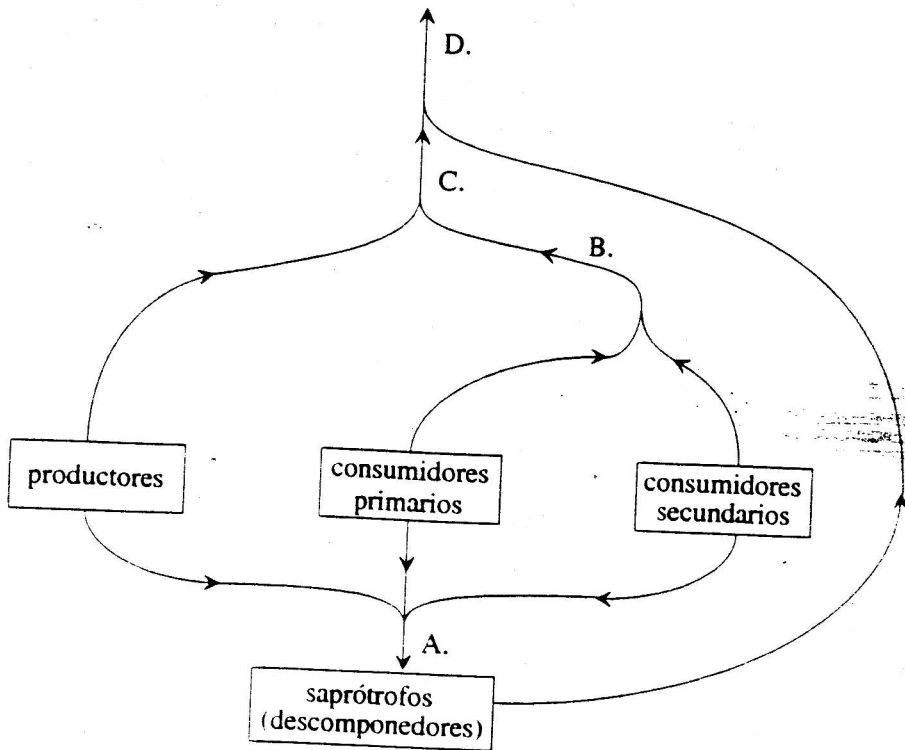 D.
C.
B.
productores
consumidores
primarios
consumidores
secundarios
A.
saprótrofos
(descomponedores)